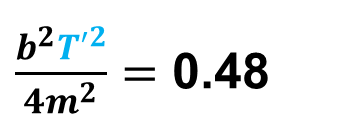 b²T′²/4m² = 0.48